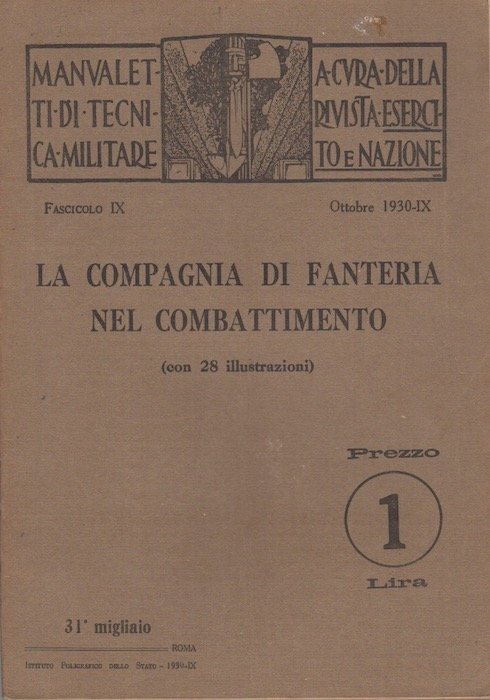 MANVALET-
TI·DI·TECNI-
CA·MILITARE
A·CVRA·DELLA
RIVISTA·ESERCI-
TO E NAZIONE
FASCICOLO IX
Ottobre 1930-IX
LA COMPAGNIA DI FANTERIA
NEL COMBATTIMENTO
(con 28 illustrazioni)
Prezzo
1
Lira
31° migliaio
ROMA
ISTITUTO POLIGRAFICO DELLO STATO - 1930-IX